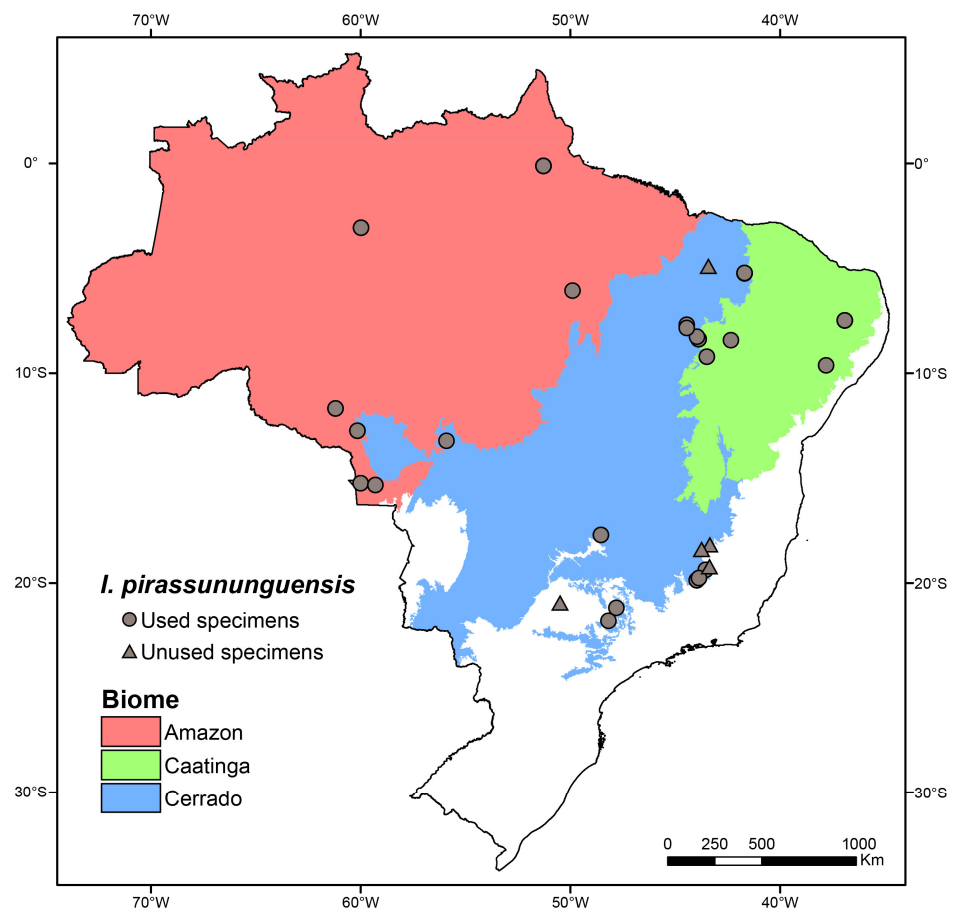 70°W 60°W 50°W 40°W
0° 0°
10°S 10°S
20°S 20°S
I. pirassununguensis
Used specimens
Unused specimens
Biome
Amazon
Caatinga
Cerrado
30°S 30°S
0 250 500 1000
Km
70°W 60°W 50°W 40°W